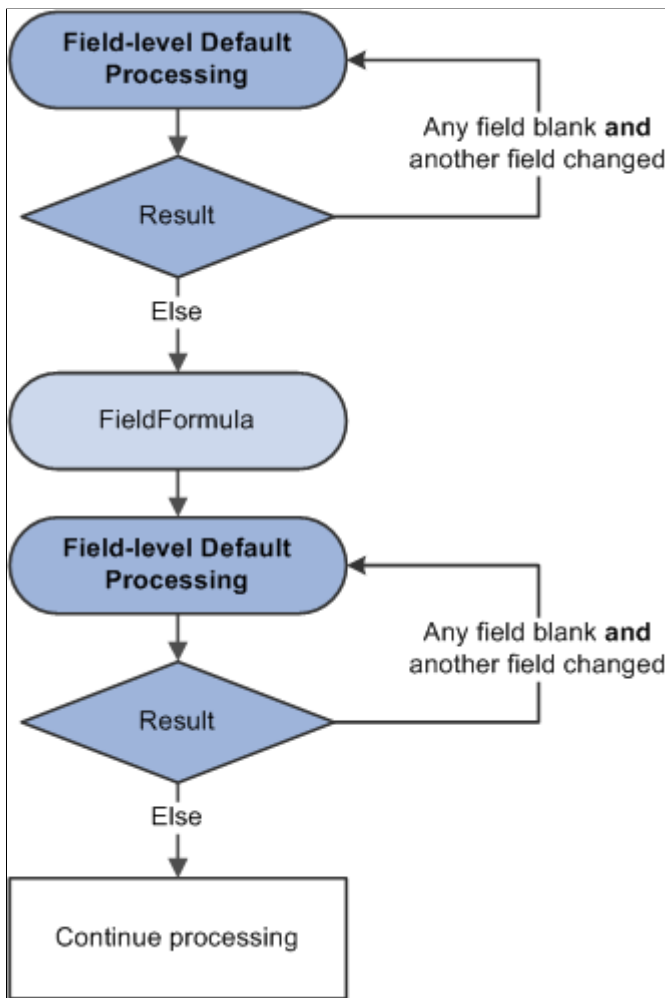 Field-level Default
Processing
Any field blank and
another field changed
Result
Else
FieldFormula
Field-level Default
Processing
Any field blank and
another field changed
Result
Else
Continue processing